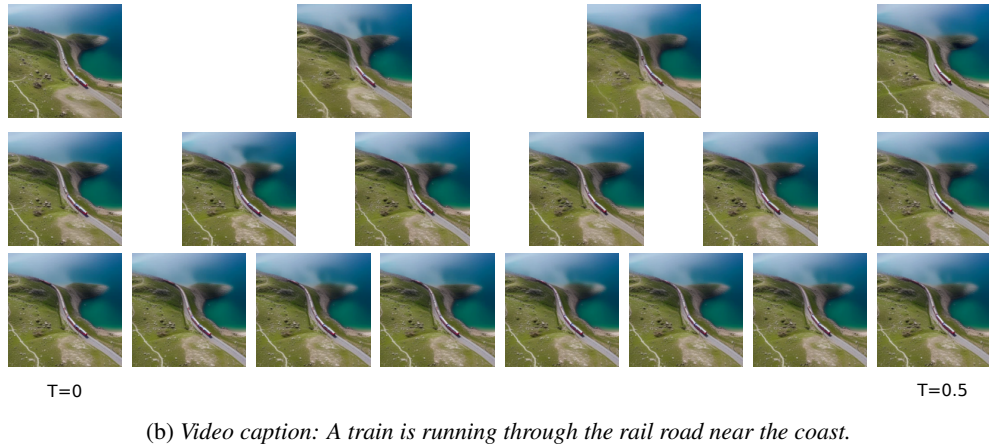 T=0
T=0.5
(b) Video caption: A train is running through the rail road near the coast.